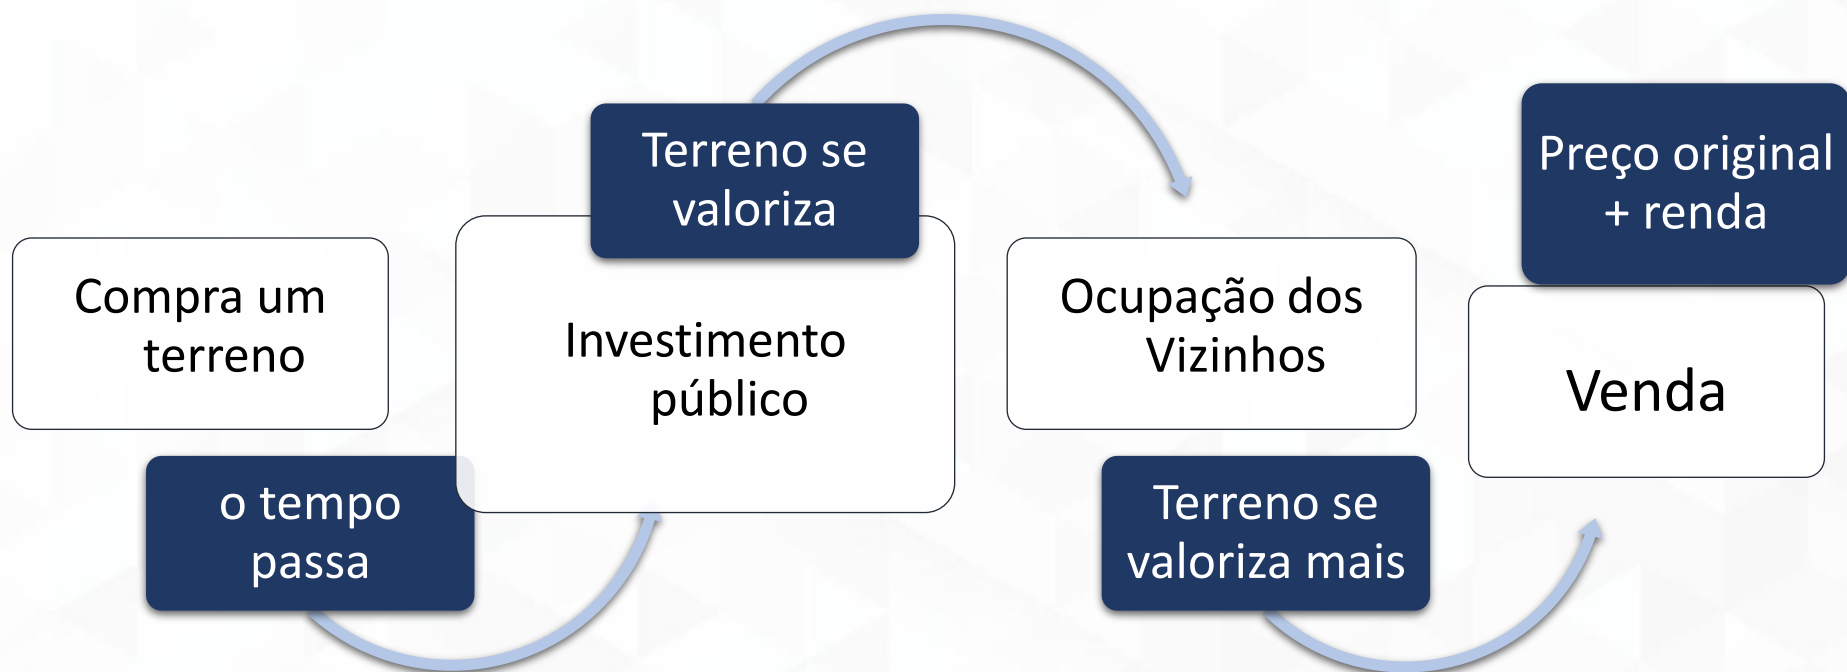 Compra um
terreno
o tempo
passa
Terreno se
valoriza
Investimento
público
Ocupação dos
Vizinhos
Terreno se
valoriza mais
Preço original
+ renda
Venda